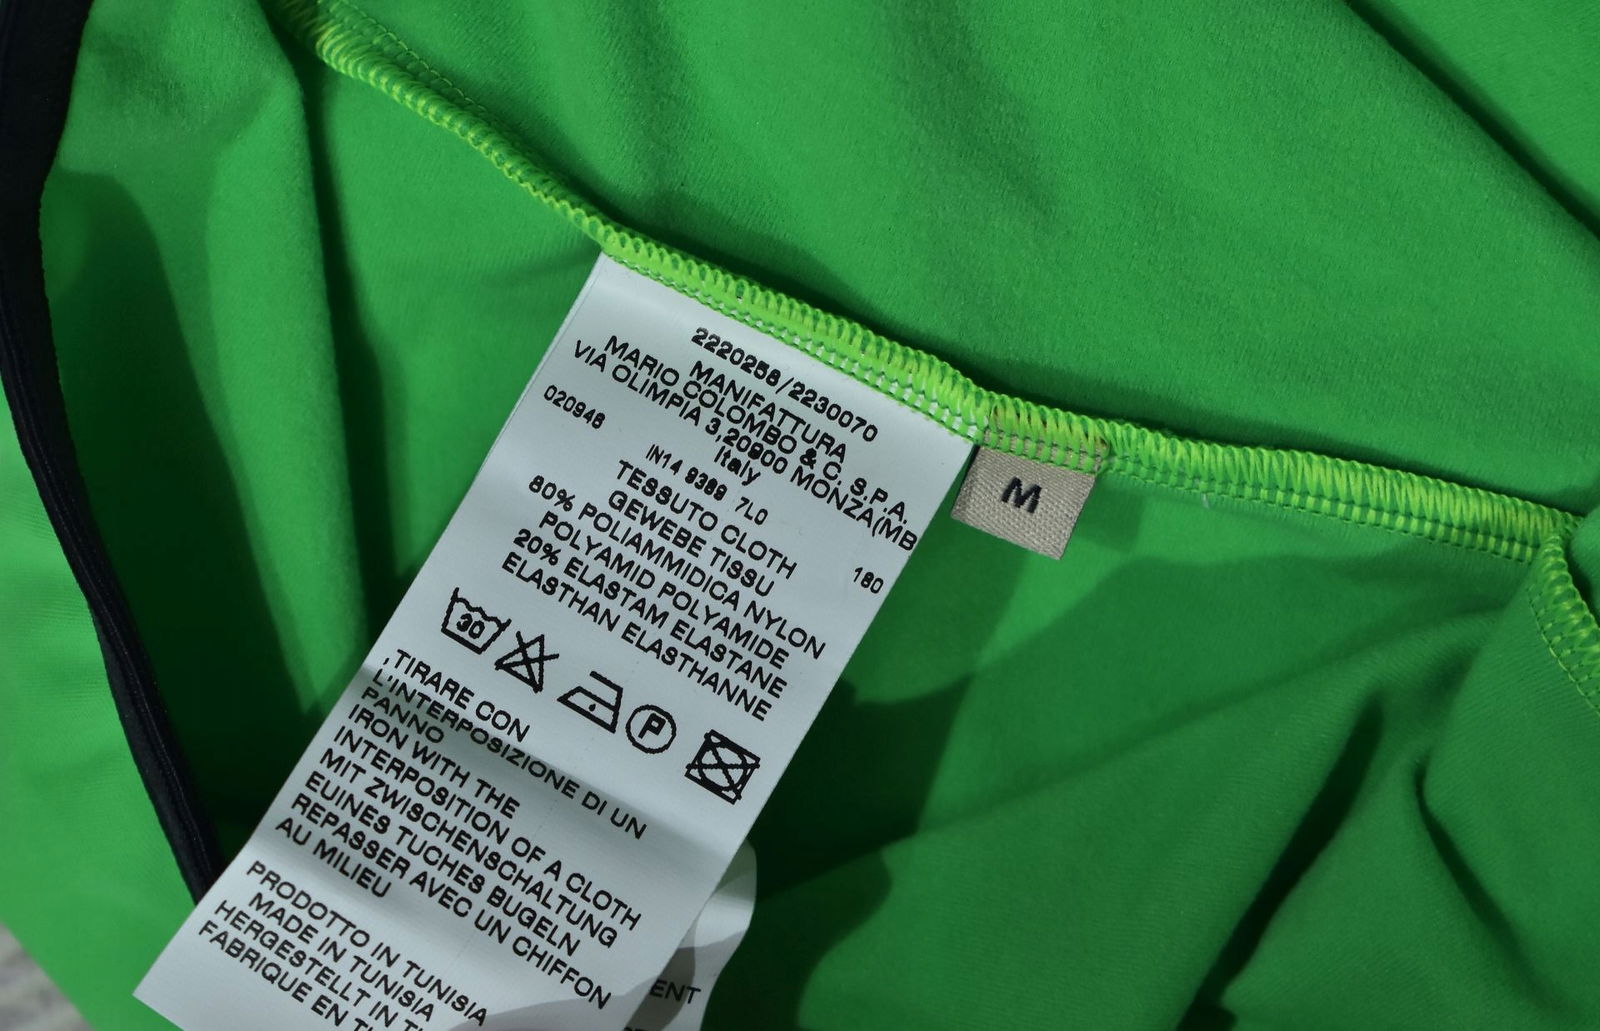 2220256/2230070
MANIFATTURA
MARIO COLOMBO & C. S.P.A.
VIA OLIMPIA 3,20900 MONZA(MB
Italy
020946
IN14 9369 7L0
180
TESSUTO CLOTH
GEWEBE TISSU
80% POLIAMMIDICA NYLON
POLYAMID POLYAMIDE
20% ELASTAM ELASTANE
ELASTHAN ELASTHANNE
30
P
,TIRARE CON
L'INTERPOSIZIONE DI UN
PANNO
IRON WITH THE
INTERPOSITION OF A CLOTH
MIT ZWISCHENSCHALTUNG
EUINES TUCHES BUGELN
REPASSER AVEC UN CHIFFON
AU MILIEU
PRODOTTO IN TUNISIA
MADE IN TUNISIA
HERGESTELLT IN
FABRIQUE EN
M